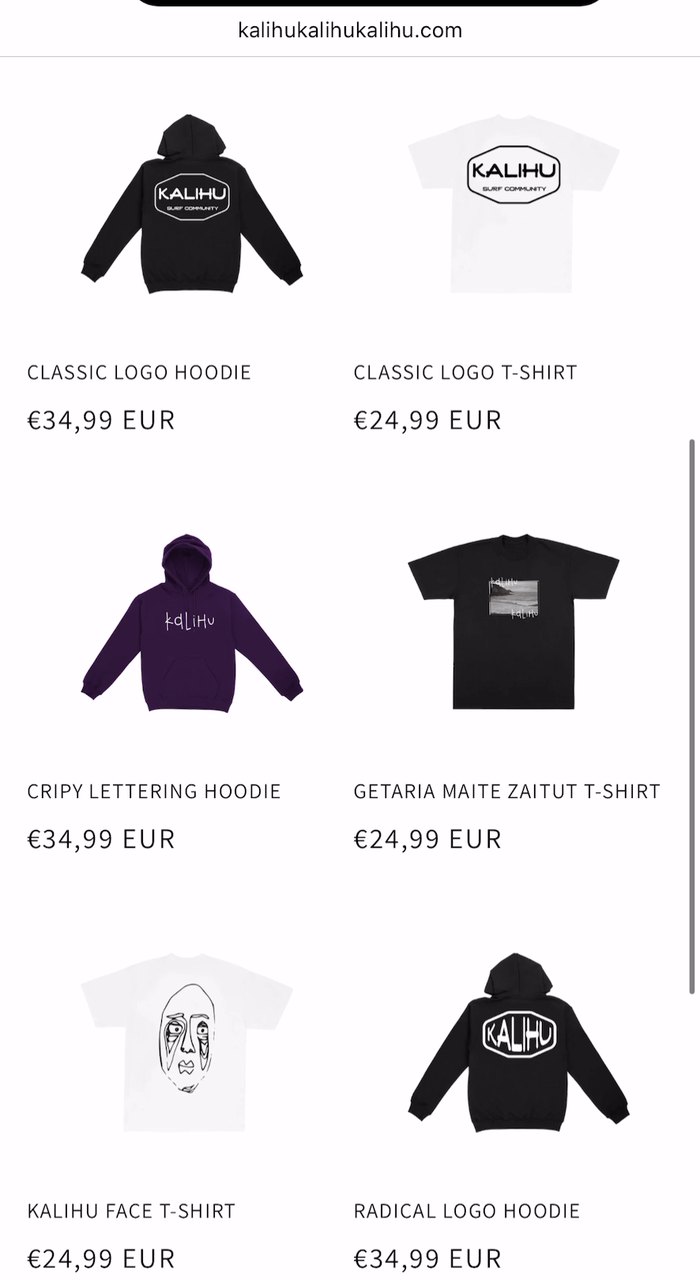 kalihukalihukalihu.com
KALIHU
SURF COMMUNITY
KALIHU
SURF COMMUNITY
CLASSIC LOGO HOODIE
€34,99 EUR
CLASSIC LOGO T-SHIRT
€24,99 EUR
kaLiHu
kaLiHu
kaLiHu
CRIPY LETTERING HOODIE
€34,99 EUR
GETARIA MAITE ZAITUT T-SHIRT
€24,99 EUR
KALIHU
KALIHU FACE T-SHIRT
€24,99 EUR
RADICAL LOGO HOODIE
€34,99 EUR